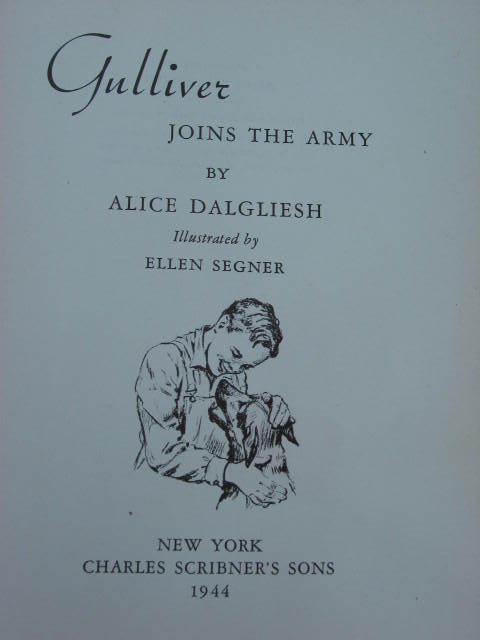 Gulliver
JOINS THE ARMY
BY
ALICE DALGLIESH
Illustrated by
ELLEN SEGNER
NEW YORK
CHARLES SCRIBNER'S SONS
1944